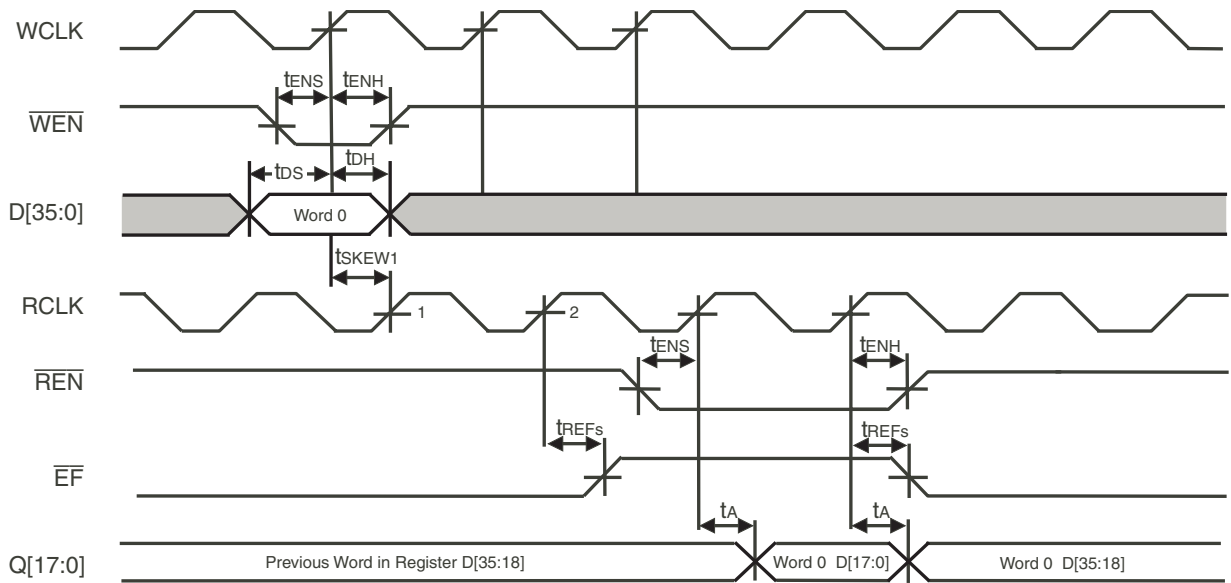 WCLK
tENS tENH
WEN
tDS tDH
D[35:0] Word 0
tSKEW1
RCLK 1 2
tENS tENH
REN
tREFs tREFs
EF
tA tA
Q[17:0] Previous Word in Register D[35:18] Word 0 D[17:0] Word 0 D[35:18]